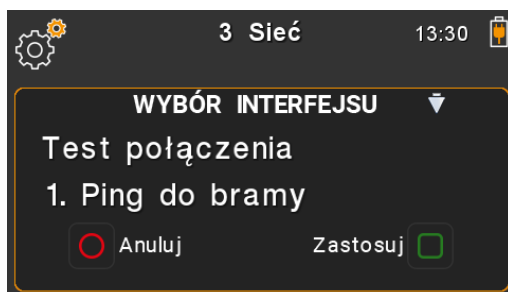 3 Sieć 13:30
WYBÓR INTERFEJSU
Test połączenia
1. Ping do bramy
Anuluj Zastosuj